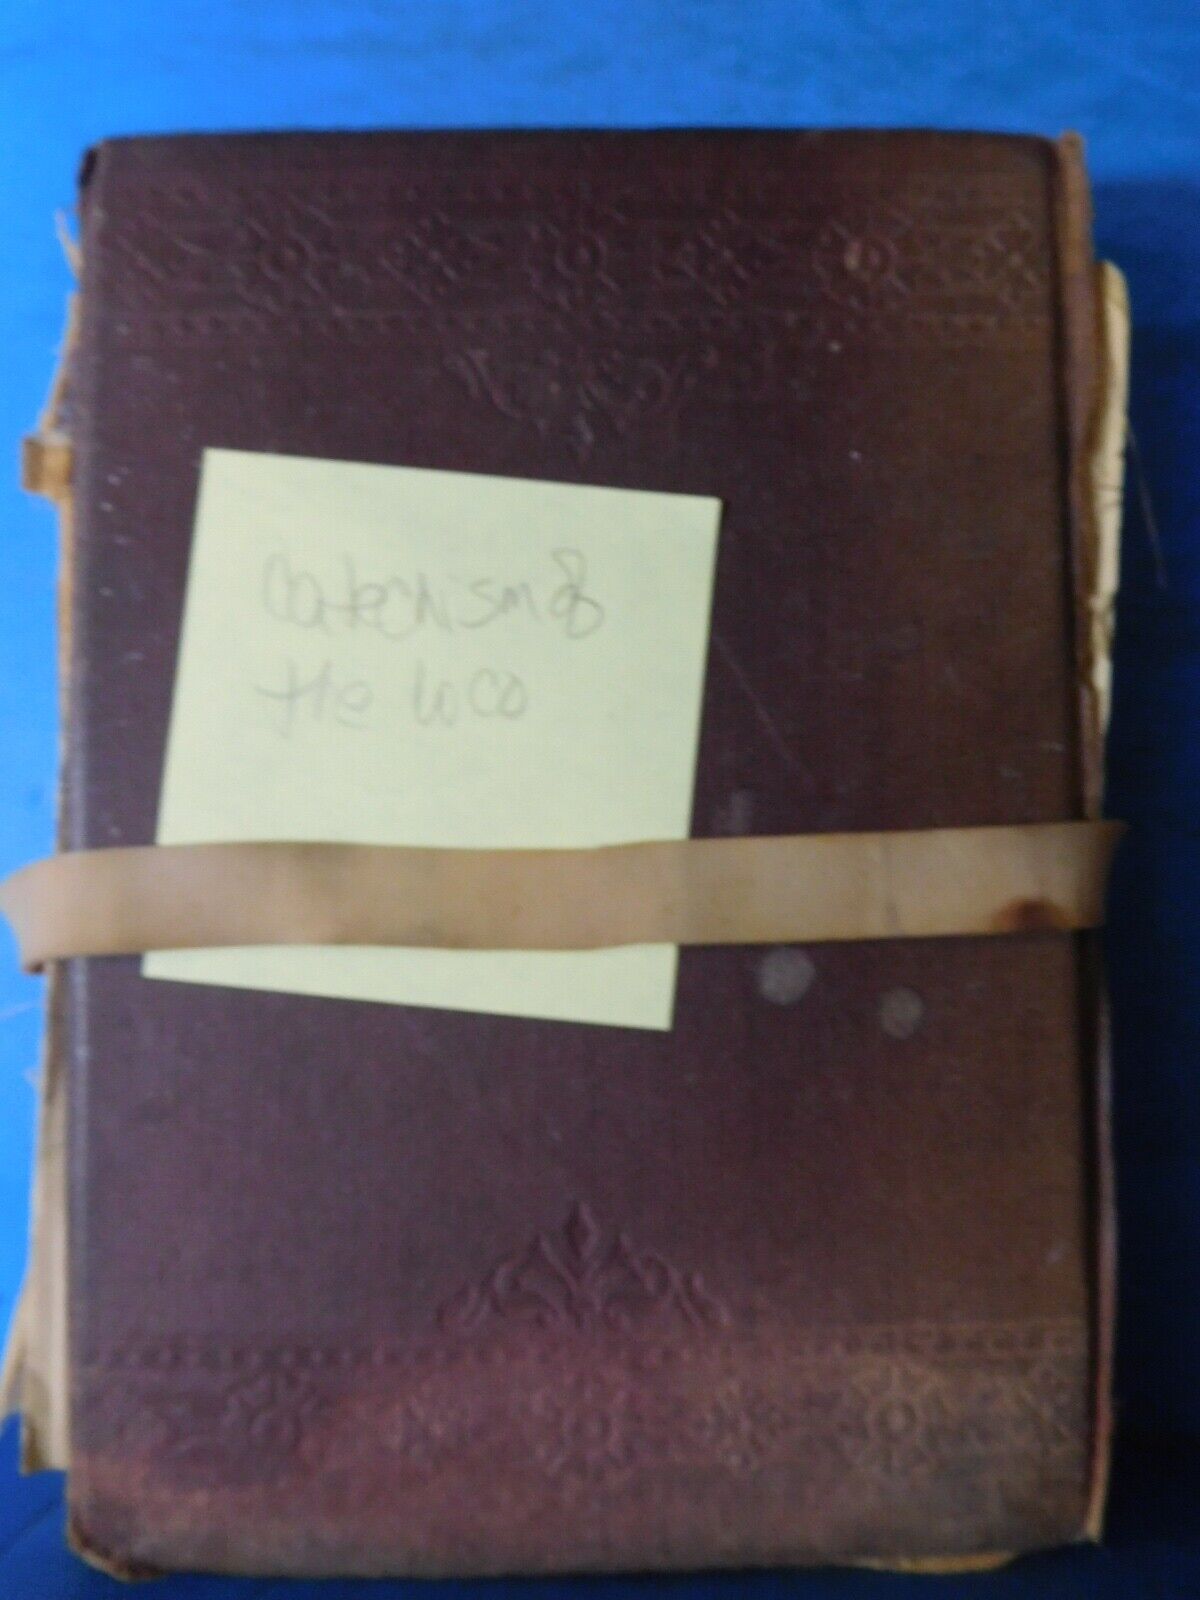 Catechism of
the loco